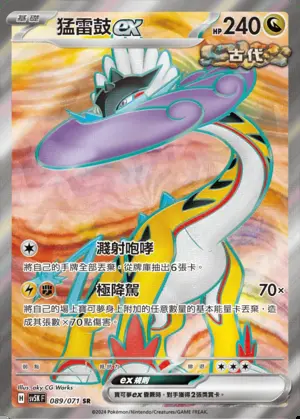 基礎 猛雷鼓ex HP240
古代
濺射咆哮
將自己的手牌全部丟棄，從牌庫抽出6張卡。
極降駕 70×
將自己的場上寶可夢身上附加的任意數量的基本能量卡丟棄，造
成其張數×70點傷害。
ex規則
當寶可夢ex昏厥時，對手獲得2張獎賞卡。
Illus. aky CG Works
H SV5K F 089/071 SR
©2024 Pokémon/Nintendo/Creatures/GAME FREAK.